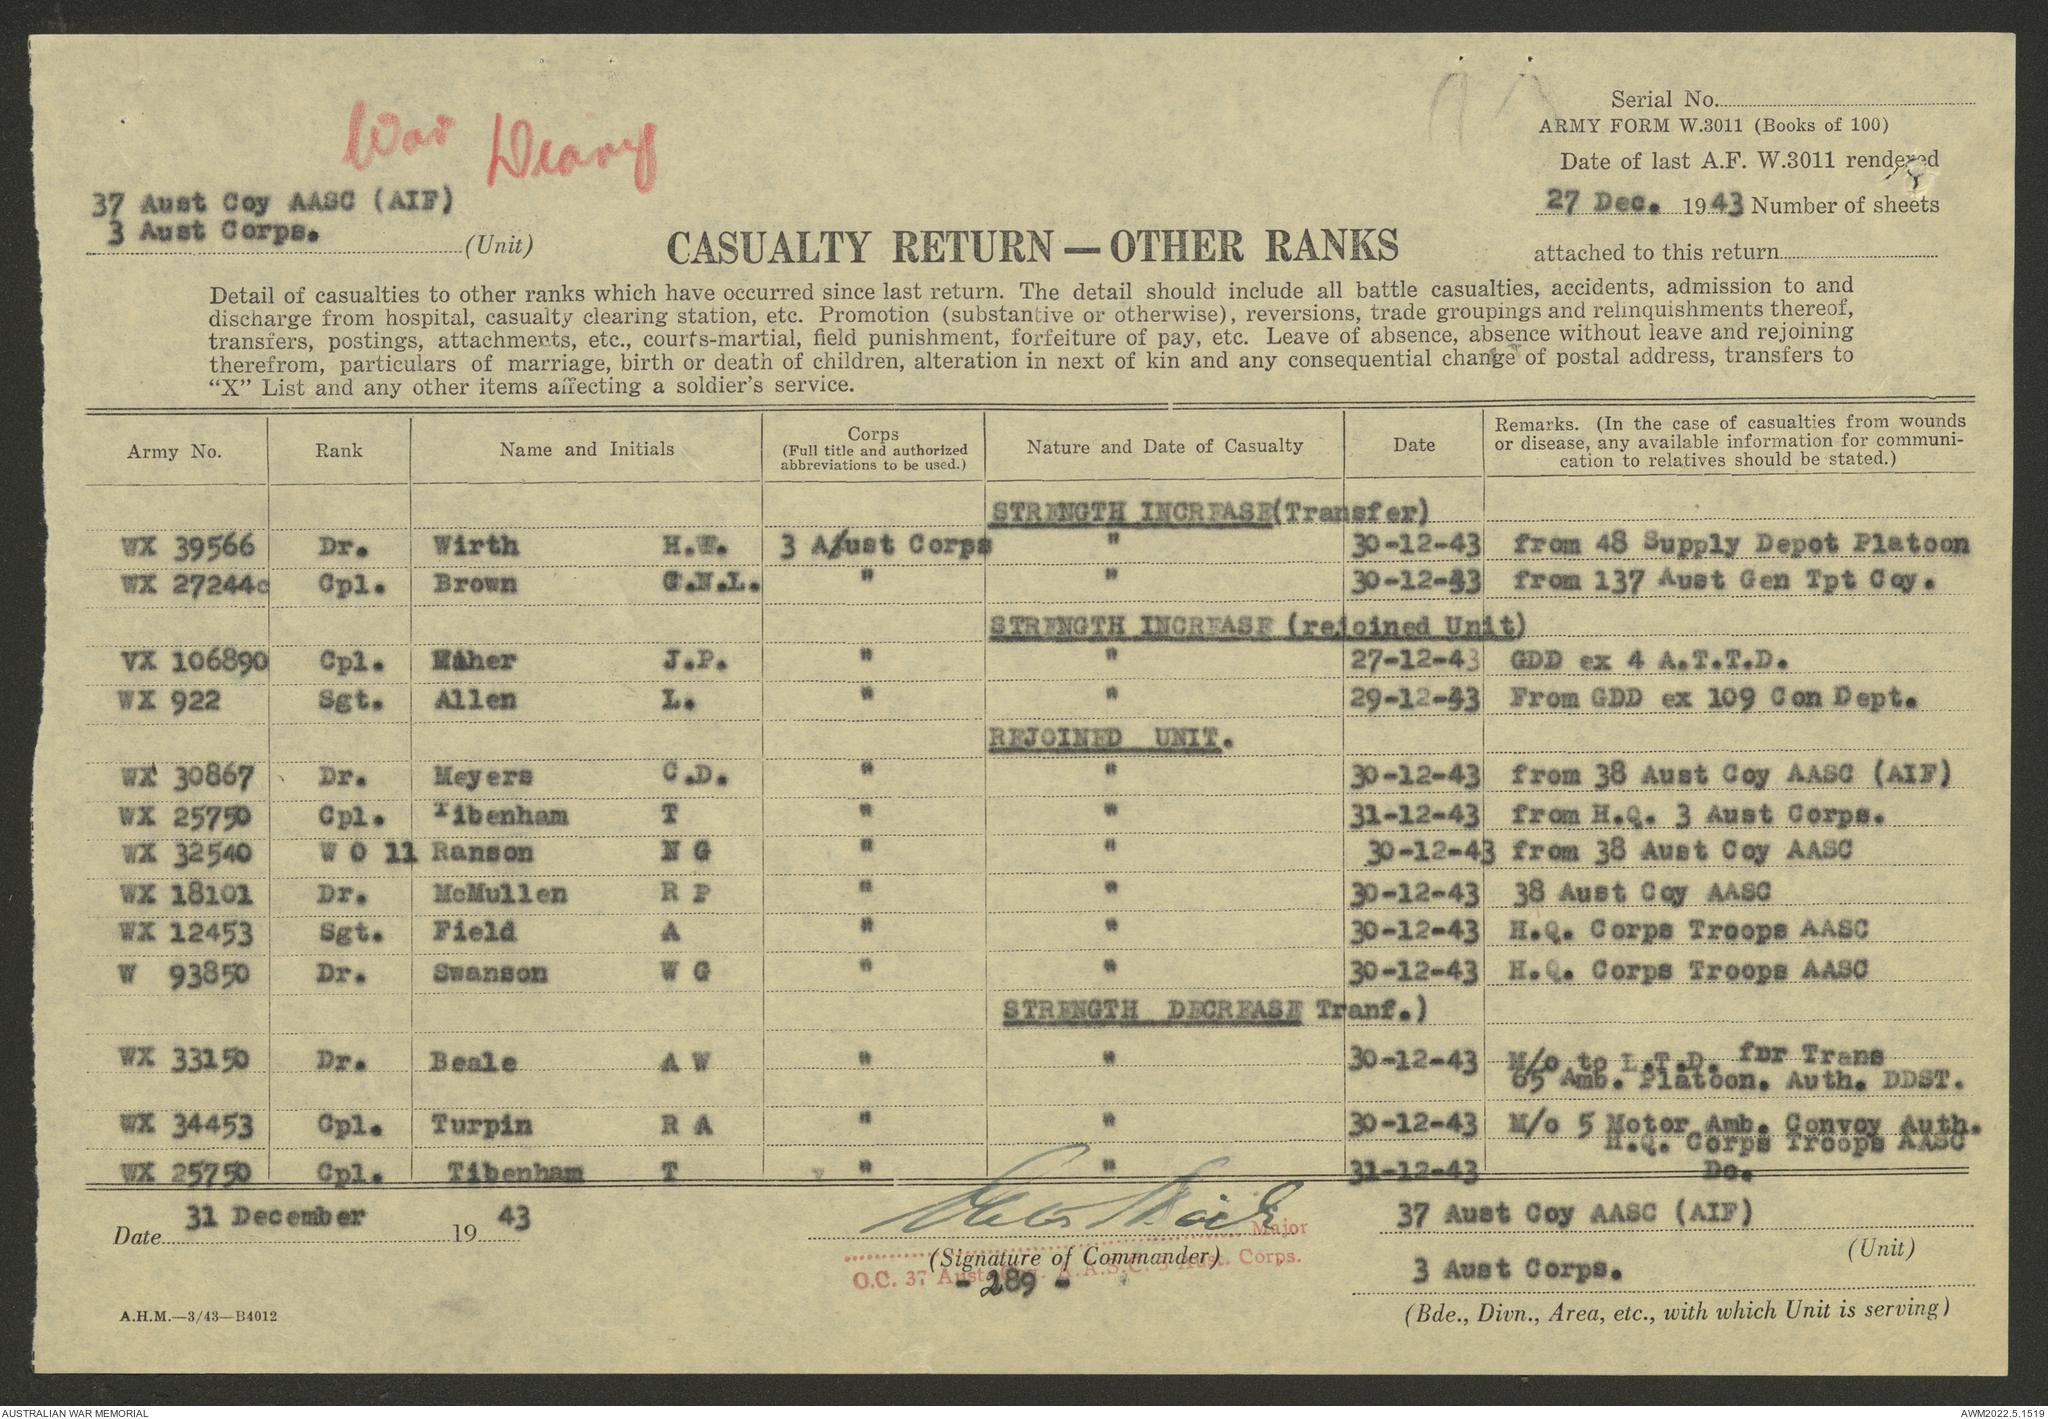 War Diary
Serial No.
ARMY FORM W.3011 (Books of 100)
Date of last A.F. W.3011 rendered
27 Dec. 1943 Number of sheets
attached to this return
37 Aust Coy AASC (AIF)
3 Aust Corps. (Unit)
CASUALTY RETURN — OTHER RANKS
Detail of casualties to other ranks which have occurred since last return. The detail should include all battle casualties, accidents, admission to and
discharge from hospital, casualty clearing station, etc. Promotion (substantive or otherwise), reversions, trade groupings and relinquishments thereof,
transfers, postings, attachments, etc., courts-martial, field punishment, forfeiture of pay, etc. Leave of absence, absence without leave and rejoining
therefrom, particulars of marriage, birth or death of children, alteration in next of kin and any consequential change of postal address, transfers to
"X" List and any other items affecting a soldier's service.
Army No. Rank Name and Initials Corps (Full title and authorized abbreviations to be used.) Nature and Date of Casualty Date Remarks. (In the case of casualties from wounds or disease, any available information for communication to relatives should be stated.)
STRENGTH INCREASE(Transfer)
WX 39566 Dr. Wirth H.W. 3 A/ust Corps " 30-12-43 from 48 Supply Depot Platoon
WX 27244 Cpl. Brown G.N.L. " " 30-12-43 from 137 Aust Gen Tpt Coy.
STRENGTH INCREASE (rejoined Unit)
VX 106890 Cpl. Maher J.P. " " 27-12-43 GDD ex 4 A.T.T.D.
WX 922 Sgt. Allen L. " " 29-12-43 From GDD ex 109 Con Dept.
REJOINED UNIT.
WX 30867 Dr. Meyers C.D. " " 30-12-43 from 38 Aust Coy AASC (AIF)
WX 25750 Cpl. Tibenham T " " 31-12-43 from H.Q. 3 Aust Corps.
WX 32540 W O 11 Ranson N G " " 30-12-43 from 38 Aust Coy AASC
WX 18101 Dr. McMullen R P " " 30-12-43 38 Aust Coy AASC
WX 12453 Sgt. Field A " " 30-12-43 H.Q. Corps Troops AASC
W 93850 Dr. Swanson W G " " 30-12-43 H.Q. Corps Troops AASC
STRENGTH DECREASE Tranf.)
WX 33150 Dr. Beale A W " " 30-12-43 M/o to L.T.D. for Trans
65 Amb. Platoon. Auth. DDST.
WX 34453 Cpl. Turpin R A " " 30-12-43 M/o 5 Motor Amb. Convoy Auth.
H.Q. Corps Troops AASC
WX 25750 Cpl. Tibenham T " " 31-12-43 Do.
Date 31 December 19 43
Major
(Signature of Commander)
O.C. 37 Aust. Coy. A.A.S.C. 3 Aust. Corps.
- 289 -
37 Aust Coy AASC (AIF)
(Unit)
3 Aust Corps.
(Bde., Divn., Area, etc., with which Unit is serving)
A.H.M.—3/43—B4012
AUSTRALIAN WAR MEMORIAL
AWM2022.5.1519